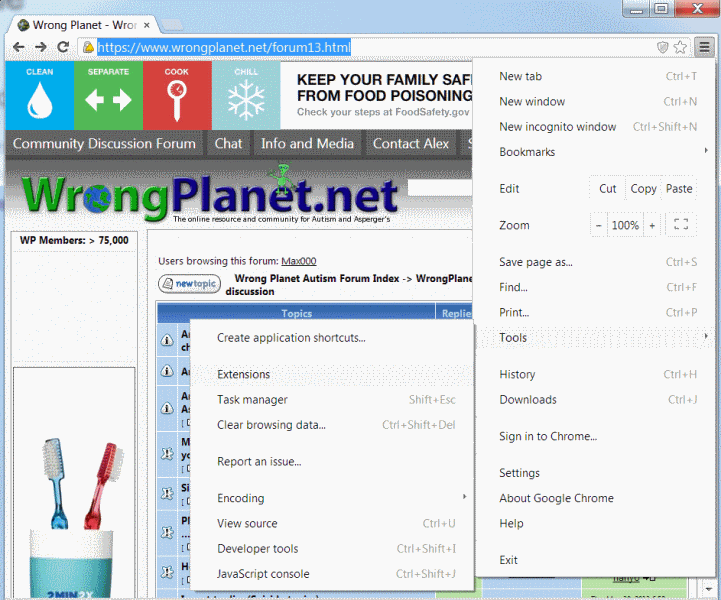 Wrong Planet - Wron
https://www.wrongplanet.net/forum13.html
CLEAN
SEPARATE
COOK
CHILL
KEEP YOUR FAMILY SAF
FROM FOOD POISONING
Check your steps at FoodSafety.gov
Community Discussion Forum
Chat
Info and Media
Contact Alex
WrongPlanet.net
The online resource and community for Autism and Asperger's
WP Members: > 75,000
Users browsing this forum: Max000
newtopic
Wrong Planet Autism Forum Index -> WrongPlane
discussion
Topics
Replie
2MIN2X
New tab Ctrl+T
New window Ctrl+N
New incognito window Ctrl+Shift+N
Bookmarks
Edit Cut Copy Paste
Zoom − 100% +
Save page as... Ctrl+S
Find... Ctrl+F
Print... Ctrl+P
Tools
History Ctrl+H
Downloads Ctrl+J
Sign in to Chrome...
Settings
About Google Chrome
Help
Exit
Create application shortcuts...
Extensions
Task manager Shift+Esc
Clear browsing data... Ctrl+Shift+Del
Report an issue...
Encoding
View source Ctrl+U
Developer tools Ctrl+Shift+I
JavaScript console Ctrl+Shift+J